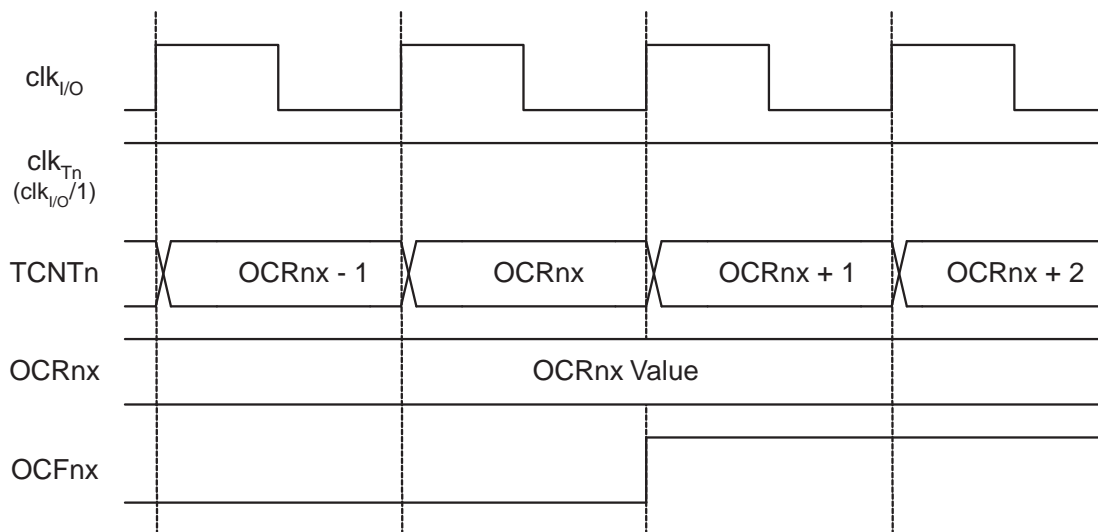 clkI/O
clkTn
(clkI/O/1)
TCNTn
OCRnx - 1
OCRnx
OCRnx + 1
OCRnx + 2
OCRnx
OCRnx Value
OCFnx